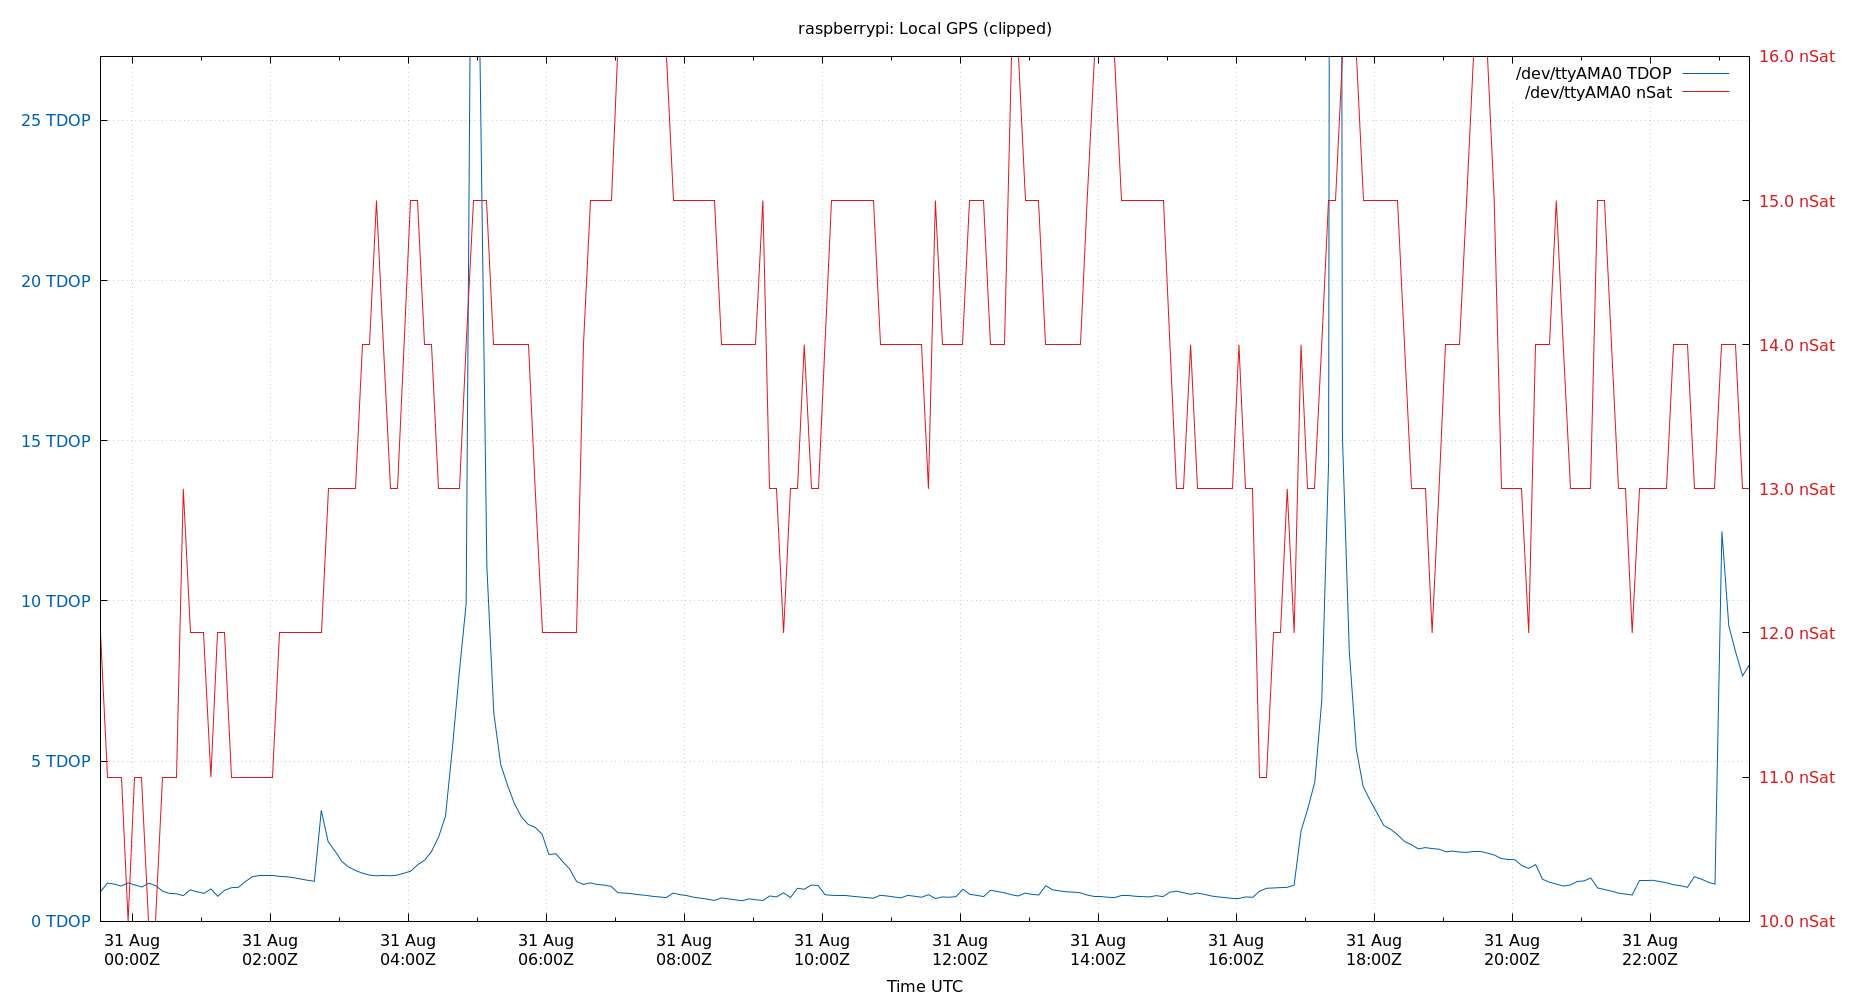 raspberrypi: Local GPS (clipped)
/dev/ttyAMA0 TDOP
/dev/ttyAMA0 nSat
25 TDOP
20 TDOP
15 TDOP
10 TDOP
5 TDOP
0 TDOP
16.0 nSat
15.0 nSat
14.0 nSat
13.0 nSat
12.0 nSat
11.0 nSat
10.0 nSat
31 Aug 31 Aug 31 Aug 31 Aug 31 Aug 31 Aug 31 Aug 31 Aug 31 Aug 31 Aug 31 Aug 31 Aug
00:00Z 02:00Z 04:00Z 06:00Z 08:00Z 10:00Z 12:00Z 14:00Z 16:00Z 18:00Z 20:00Z 22:00Z
Time UTC